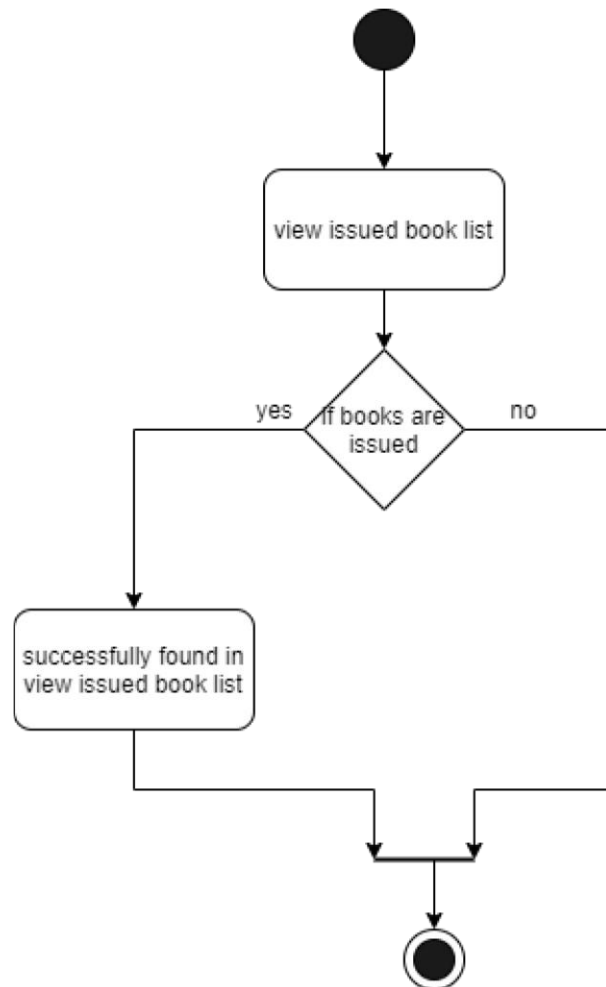 view issued book list
yes
If books are
issued
no
successfully found in
view issued book list